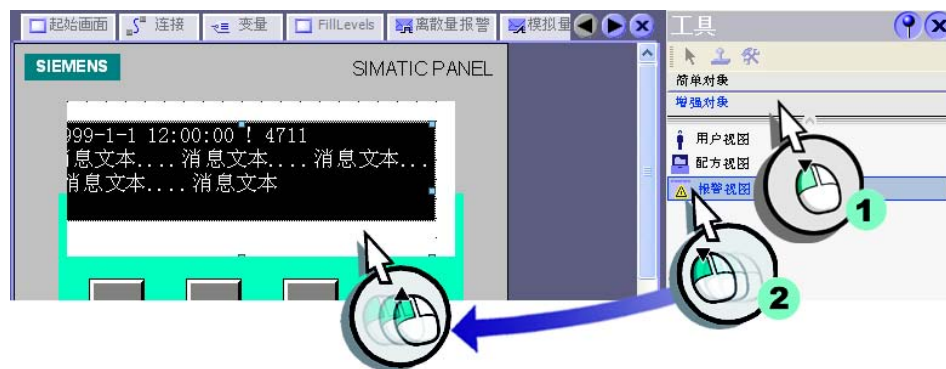 起始画面 连接 变量 FillLevels 离散量报警 模拟量
工具
SIEMENS
SIMATIC PANEL
999-1-1 12:00:00 ! 4711
消息文本....消息文本....消息文本...
消息文本....消息文本
简单对象
增强对象
用户视图
配方视图
报警视图
1
2